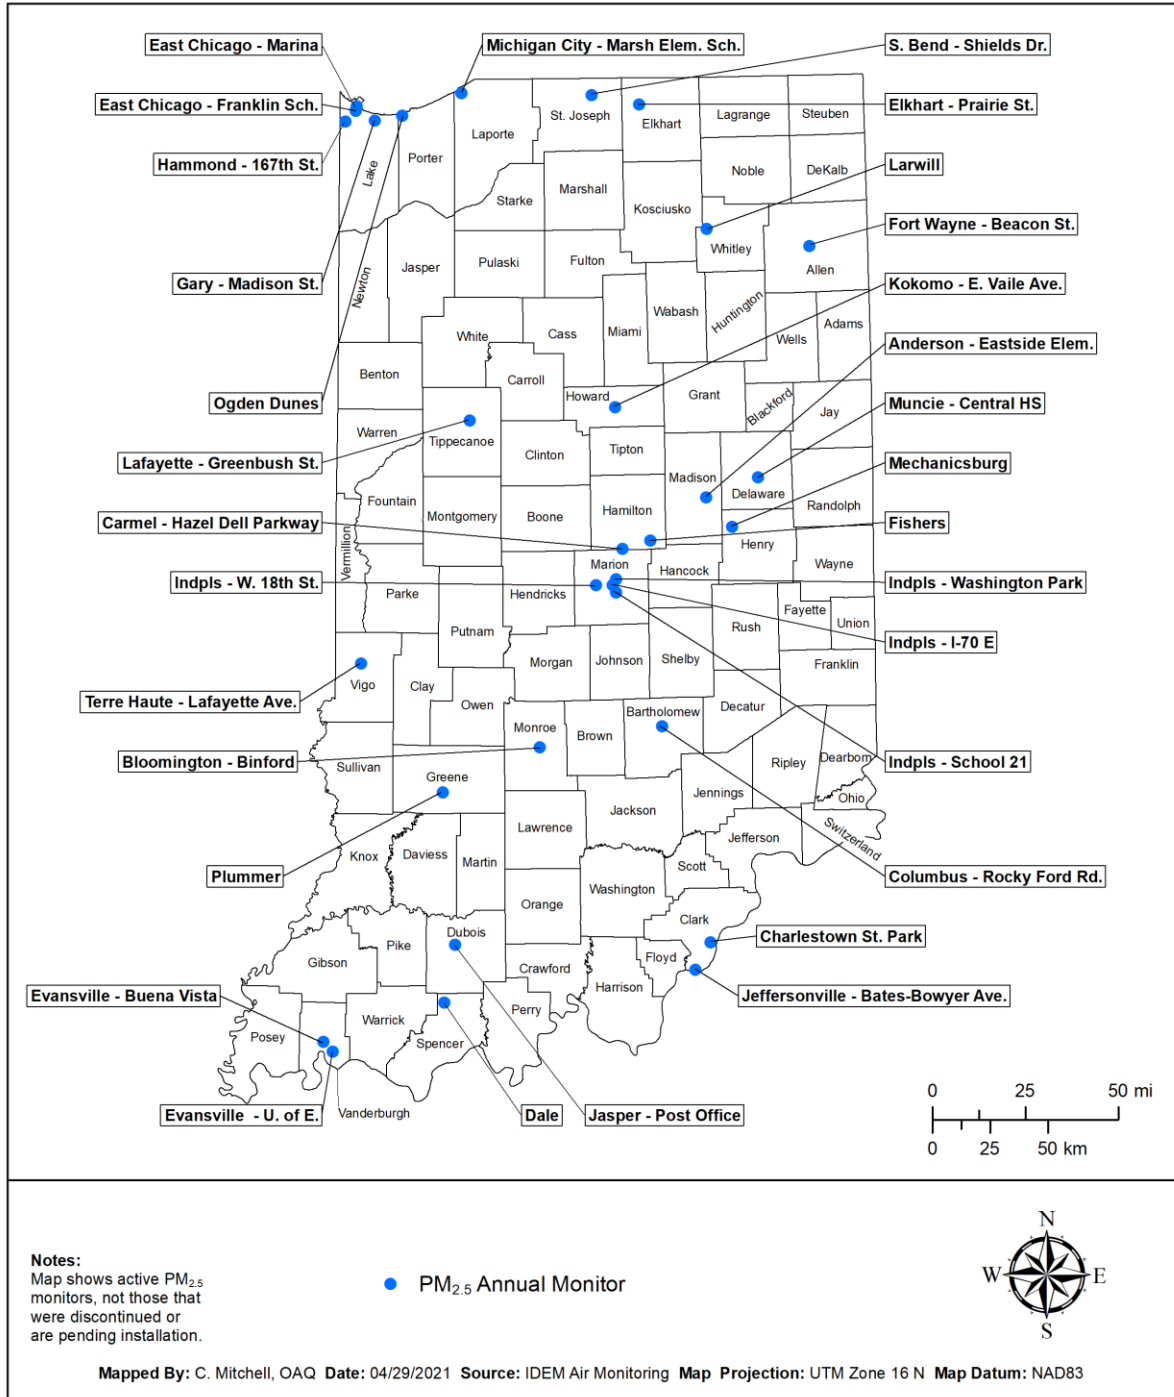 East Chicago - Marina
Michigan City - Marsh Elem. Sch.
S. Bend - Shields Dr.
East Chicago - Franklin Sch.
Elkhart - Prairie St.
Hammond - 167th St.
Larwill
Fort Wayne - Beacon St.
Gary - Madison St.
Kokomo - E. Vaile Ave.
Anderson - Eastside Elem.
Ogden Dunes
Muncie - Central HS
Lafayette - Greenbush St.
Mechanicsburg
Carmel - Hazel Dell Parkway
Fishers
Indpls - W. 18th St.
Indpls - Washington Park
Indpls - I-70 E
Terre Haute - Lafayette Ave.
Bloomington - Binford
Indpls - School 21
Plummer
Columbus - Rocky Ford Rd.
Charlestown St. Park
Evansville - Buena Vista
Jeffersonville - Bates-Bowyer Ave.
Evansville - U. of E.
Dale
Jasper - Post Office
Lake
Porter
Laporte
St. Joseph
Elkhart
Lagrange
Steuben
Noble
DeKalb
Starke
Marshall
Kosciusko
Whitley
Allen
Newton
Jasper
Pulaski
Fulton
Wabash
Huntington
Wells
Adams
White
Cass
Miami
Benton
Carroll
Howard
Grant
Blackford
Jay
Warren
Tippecanoe
Clinton
Tipton
Madison
Delaware
Randolph
Fountain
Montgomery
Boone
Hamilton
Henry
Wayne
Vermillion
Parke
Putnam
Hendricks
Marion
Hancock
Fayette
Union
Rush
Franklin
Vigo
Clay
Owen
Morgan
Johnson
Shelby
Decatur
Monroe
Brown
Bartholomew
Ripley
Dearborn
Ohio
Sullivan
Greene
Jackson
Jennings
Switzerland
Jefferson
Lawrence
Knox
Daviess
Martin
Scott
Washington
Orange
Clark
Floyd
Harrison
Crawford
Dubois
Pike
Gibson
Perry
Spencer
Warrick
Posey
Vanderburgh
0 25 50 mi
0 25 50 km
Notes:
Map shows active PM2.5
monitors, not those that
were discontinued or
are pending installation.
PM2.5 Annual Monitor
N
W E
S
Mapped By: C. Mitchell, OAQ Date: 04/29/2021 Source: IDEM Air Monitoring Map Projection: UTM Zone 16 N Map Datum: NAD83